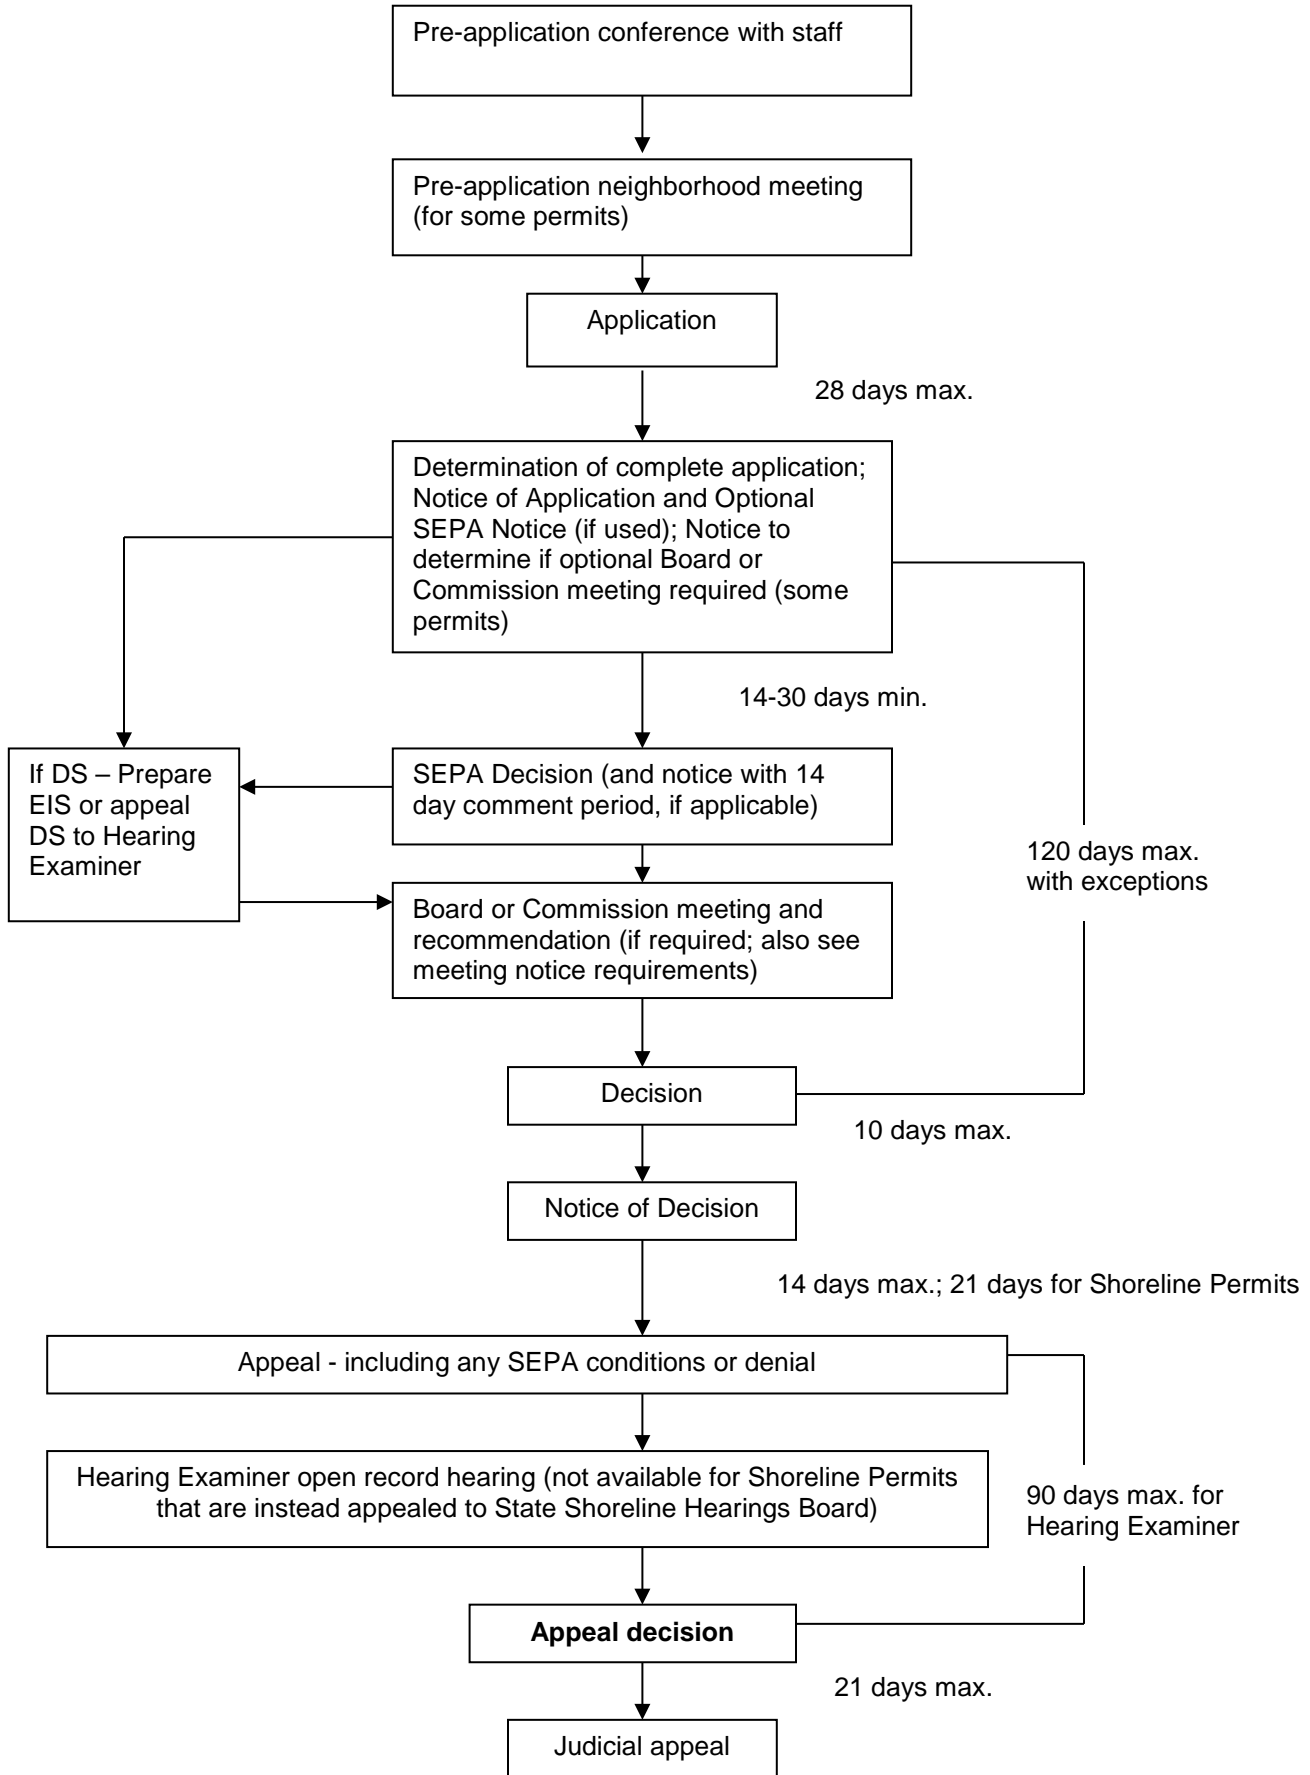 Pre-application conference with staff
Pre-application neighborhood meeting
(for some permits)
Application
28 days max.
Determination of complete application;
Notice of Application and Optional
SEPA Notice (if used); Notice to
determine if optional Board or
Commission meeting required (some
permits)
14-30 days min.
If DS – Prepare
EIS or appeal
DS to Hearing
Examiner
SEPA Decision (and notice with 14
day comment period, if applicable)
120 days max.
with exceptions
Board or Commission meeting and
recommendation (if required; also see
meeting notice requirements)
Decision
10 days max.
Notice of Decision
14 days max.; 21 days for Shoreline Permits
Appeal - including any SEPA conditions or denial
Hearing Examiner open record hearing (not available for Shoreline Permits
that are instead appealed to State Shoreline Hearings Board)
90 days max. for
Hearing Examiner
Appeal decision
21 days max.
Judicial appeal